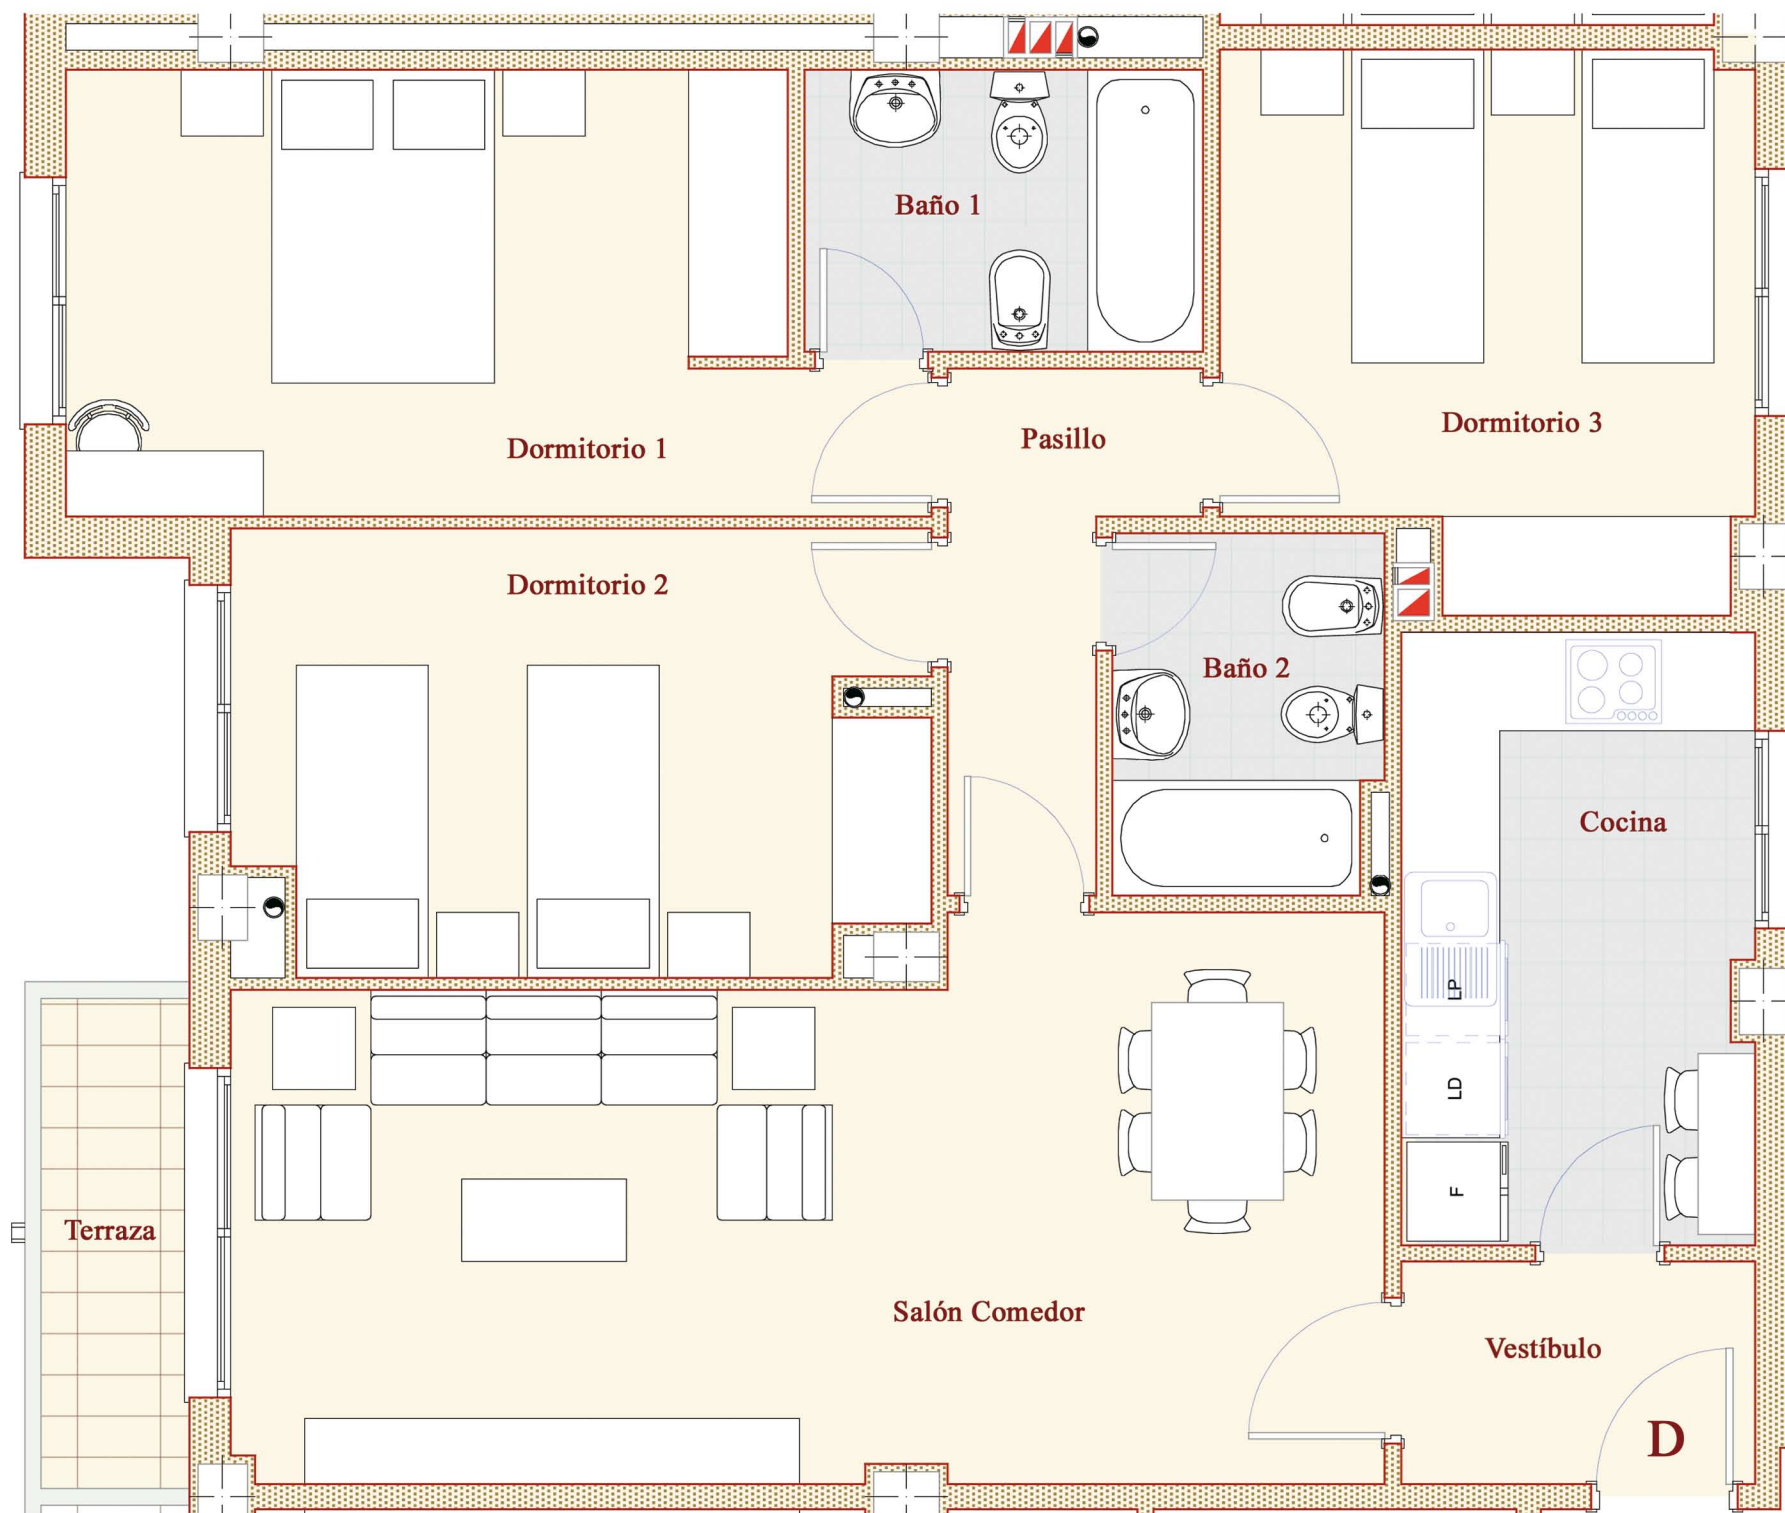 Baño 1
Dormitorio 3
Pasillo
Dormitorio 1
Dormitorio 2
Baño 2
Cocina
LP
LD
F
Terraza
Salón Comedor
Vestíbulo
D